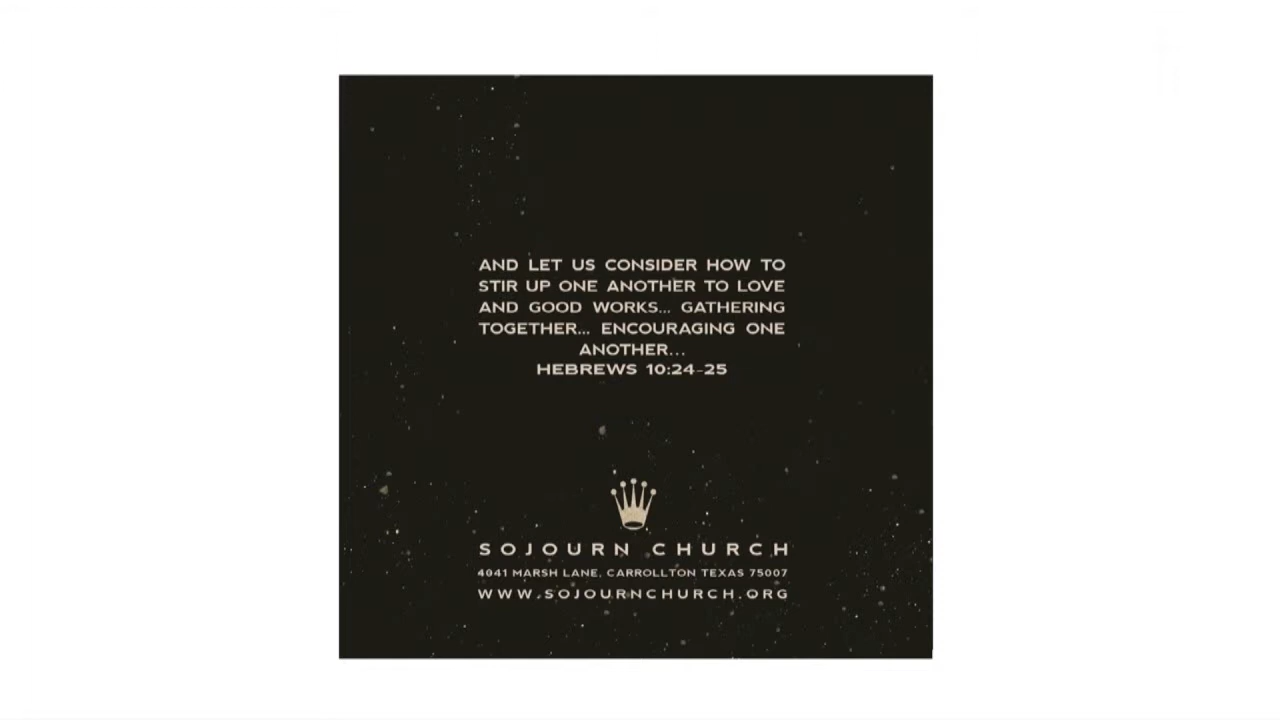 AND LET US CONSIDER HOW TO
STIR UP ONE ANOTHER TO LOVE
AND GOOD WORKS... GATHERING
TOGETHER... ENCOURAGING ONE
ANOTHER...
HEBREWS 10:24-25
SOJOURN CHURCH
4041 MARSH LANE, CARROLLTON TEXAS 75007
WWW.SOJOURNCHURCH.ORG